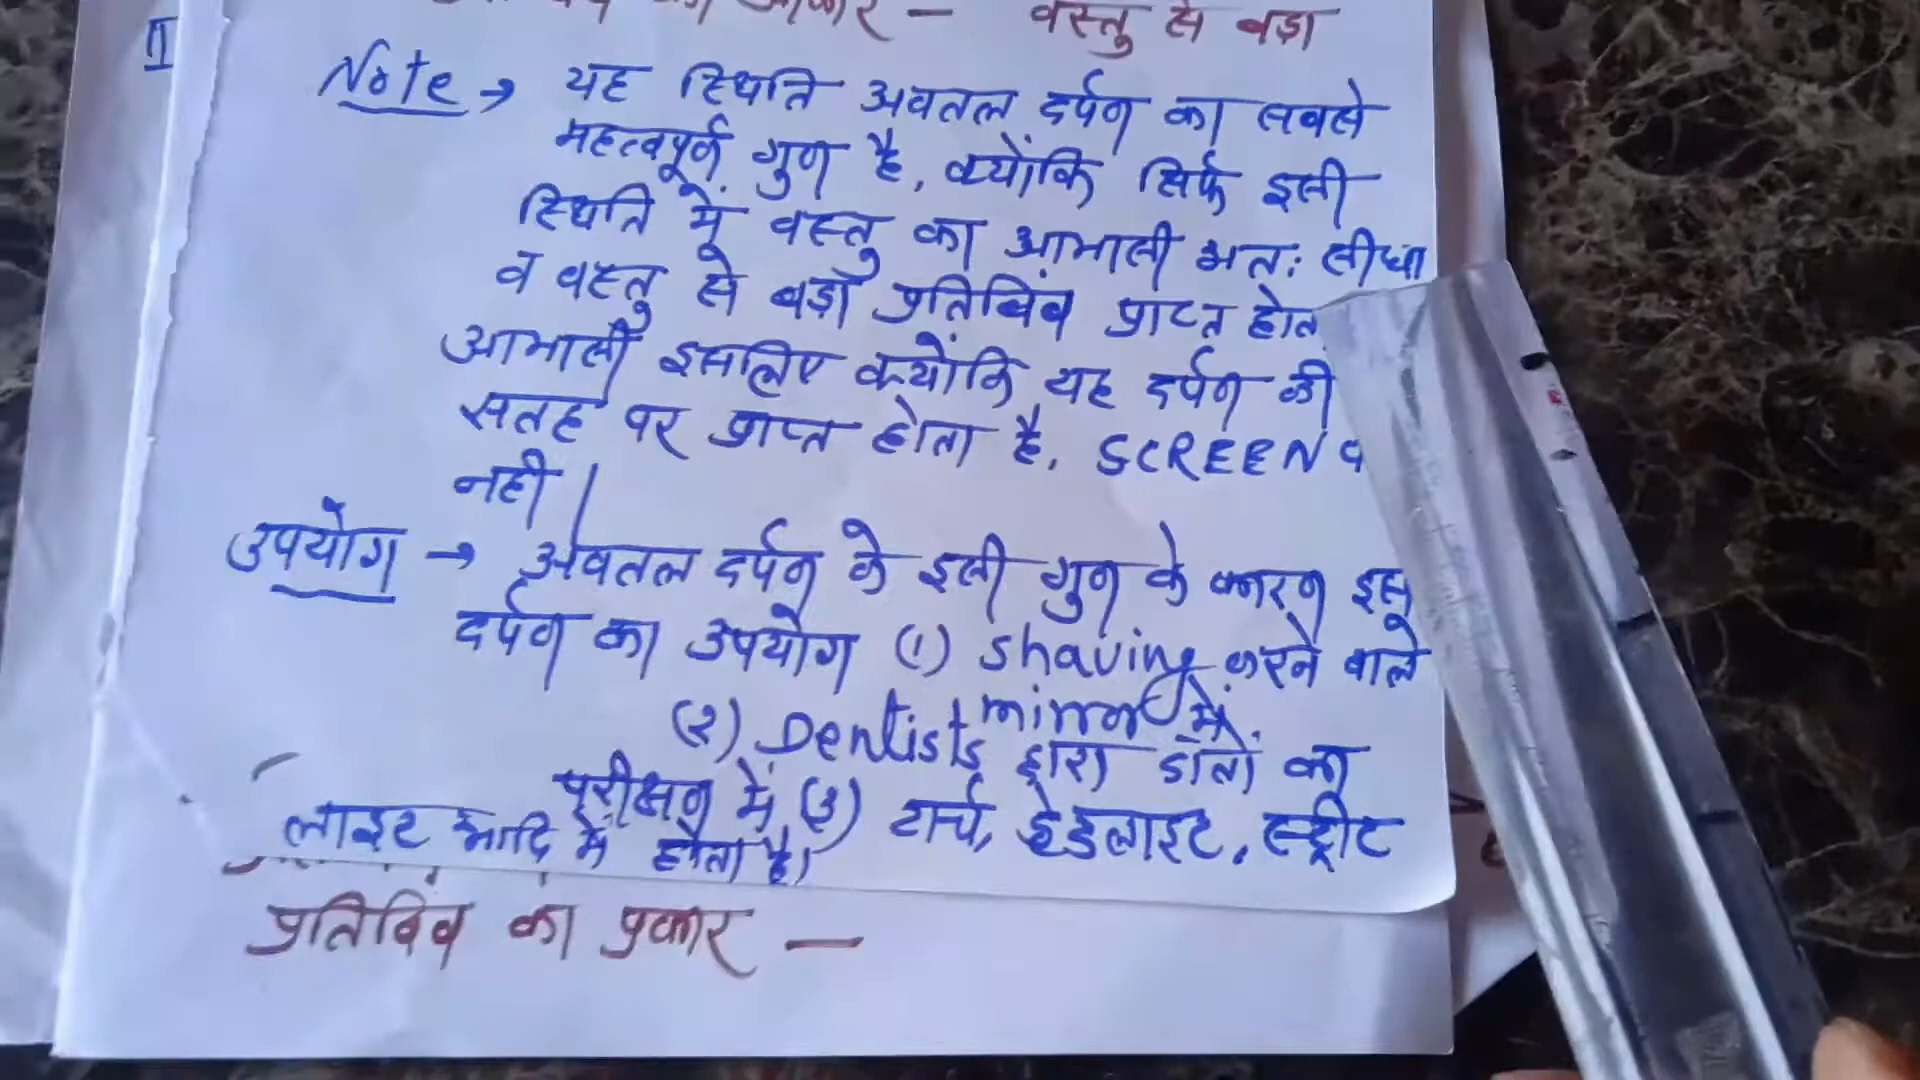 II
वस्तु से बड़ा
Note → यह स्थिति अवतल दर्पण का सबसे
महत्वपूर्ण गुण है, क्योंकि सिर्फ इसी
स्थिति में वस्तु का आभासी अतः सीधा
व वस्तु से बड़ा प्रतिबिंब प्राप्त होत
आभासी इसलिए क्योंकि यह दर्पण की
सतह पर प्राप्त होता है, SCREEN प
नही |
उपयोग → अवतल दर्पण के इसी गुण के कारण इस
दर्पण का उपयोग (1) shaving करने वाले
mirror में
(2) Dentists द्वारा दांतों का
परीक्षण में (3) टार्च, हेडलाइट, स्ट्रीट
लाइट आदि में होता है।
प्रतिबिंब का प्रकार —